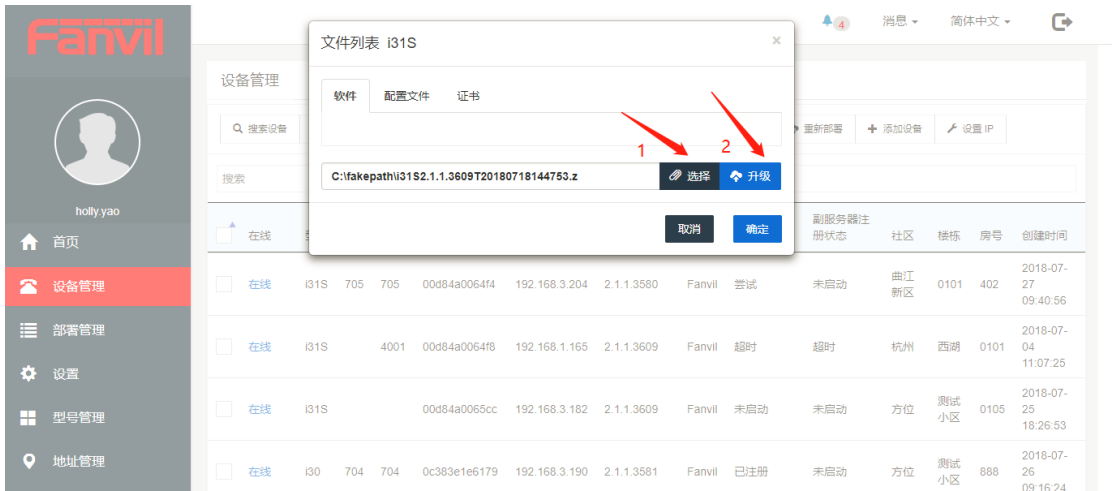 Fanvil
4
消息
简体中文
文件列表 i31S
×
软件
配置文件
证书
设备管理
搜索设备
重新部署
添加设备
设置 IP
1
2
C:\fakepath\i31S2.1.1.3609T20180718144753.z
选择
升级
搜索
取消
确定
holly.yao
首页
设备管理
部署管理
设置
型号管理
地址管理
在线
副服务器注
册状态
社区
楼栋
房号
创建时间
在线 i31S 705 705 00d84a0064f4 192.168.3.204 2.1.1.3580 Fanvil 尝试 未启动 曲江
新区 0101 402 2018-07-
27
09:40:56
在线 i31S 4001 00d84a0064f8 192.168.1.165 2.1.1.3609 Fanvil 超时 超时 杭州 西湖 0101 2018-07-
04
11:07:25
在线 i31S 00d84a0065cc 192.168.3.182 2.1.1.3609 Fanvil 未启动 未启动 方位 测试
小区 0105 2018-07-
25
18:26:53
在线 i30 704 704 0c383e1e6179 192.168.3.190 2.1.1.3581 Fanvil 已注册 未启动 方位 测试
小区 888 2018-07-
26
09:16:24